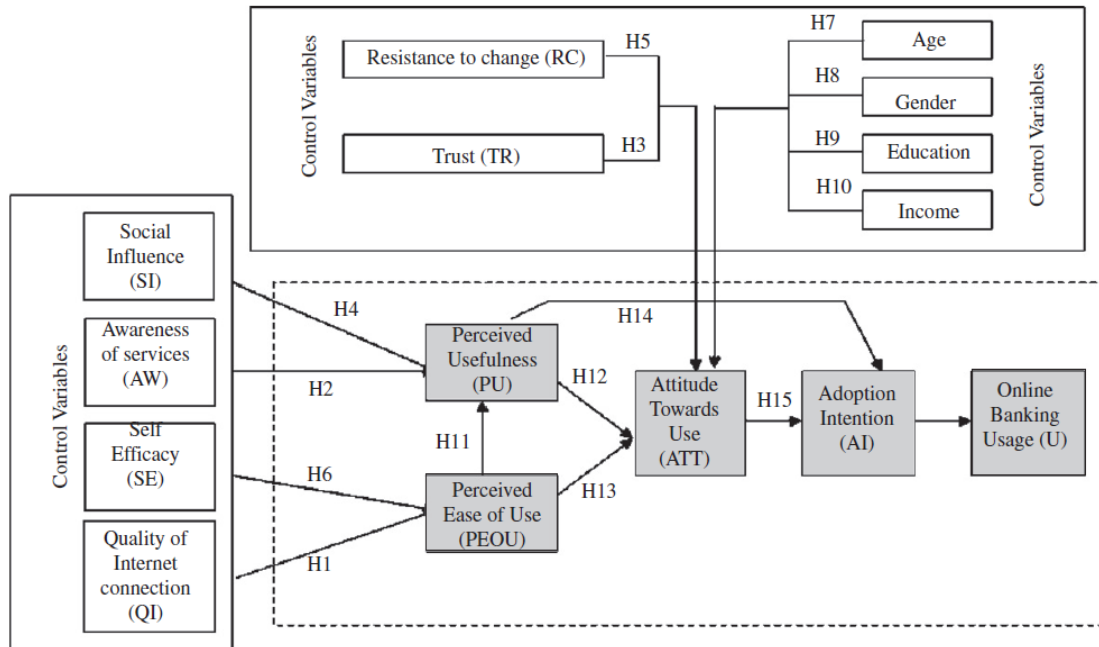 Control Variables
Resistance to change (RC)
H5
Trust (TR)
H3
H7
Age
H8
Gender
H9
Education
H10
Income
Control Variables
Control Variables
Social
Influence
(SI)
Awareness
of services
(AW)
Self
Efficacy
(SE)
Quality of
Internet
connection
(QI)
H4
H2
H6
H1
Perceived
Usefulness
(PU)
H11
Perceived
Ease of Use
(PEOU)
H14
H12
H13
Attitude
Towards
Use
(ATT)
H15
Adoption
Intention
(AI)
Online
Banking
Usage (U)